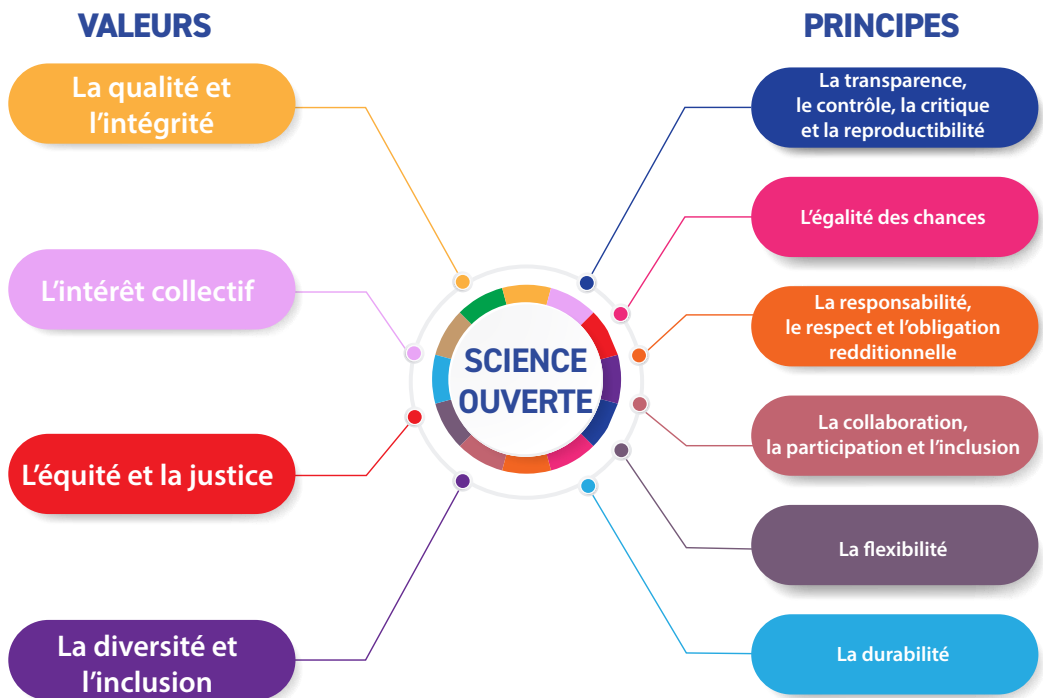 VALEURS
La qualité et
l'intégrité
L'intérêt collectif
L'équité et la justice
La diversité et
l'inclusion
SCIENCE
OUVERTE
PRINCIPES
La transparence,
le contrôle, la critique
et la reproductibilité
L'égalité des chances
La responsabilité,
le respect et l'obligation
redditionnelle
La collaboration,
la participation et l'inclusion
La flexibilité
La durabilité